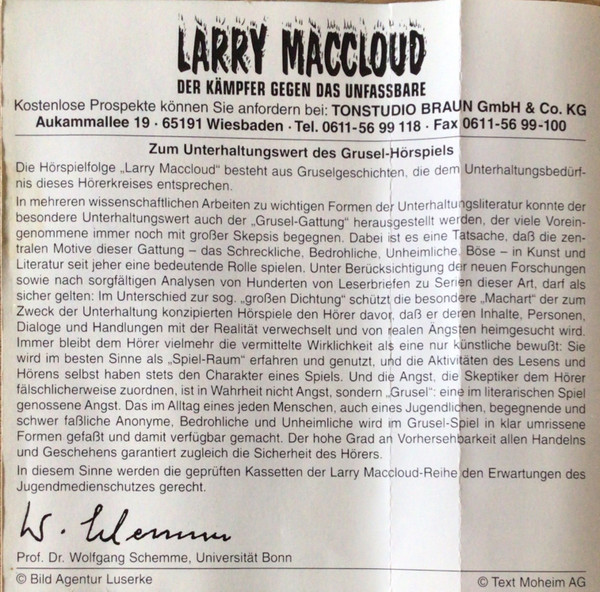 LARRY MACCLOUD
DER KÄMPFER GEGEN DAS UNFASSBARE
Kostenlose Prospekte können Sie anfordern bei: TONSTUDIO BRAUN GmbH & Co. KG
Aukammallee 19 · 65191 Wiesbaden · Tel. 0611-56 99 118 · Fax 0611-56 99-100
Zum Unterhaltungswert des Grusel-Hörspiels
Die Hörspielfolge „Larry Maccloud" besteht aus Gruselgeschichten, die dem Unterhaltungsbedürf-
nis dieses Hörerkreises entsprechen.
In mehreren wissenschaftlichen Arbeiten zu wichtigen Formen der Unterhaltungsliteratur konnte der
besondere Unterhaltungswert auch der „Grusel-Gattung" herausgestellt werden, der viele Vorein-
genommene immer noch mit großer Skepsis begegnen. Dabei ist es eine Tatsache, daß die zen-
tralen Motive dieser Gattung – das Schreckliche, Bedrohliche, Unheimliche, Böse – in Kunst und
Literatur seit jeher eine bedeutende Rolle spielen. Unter Berücksichtigung der neuen Forschungen
sowie nach sorgfältigen Analysen von Hunderten von Leserbriefen zu Serien dieser Art, darf als
sicher gelten: Im Unterschied zur sog. „großen Dichtung" schützt die besondere „Machart" der zum
Zweck der Unterhaltung konzipierten Hörspiele den Hörer davor, daß er deren Inhalte, Personen,
Dialoge und Handlungen mit der Realität verwechselt und von realen Ängsten heimgesucht wird.
Immer bleibt dem Hörer vielmehr die vermittelte Wirklichkeit als eine nur künstliche bewußt: Sie
wird im besten Sinne als „Spiel-Raum" erfahren und genutzt, und die Aktivitäten des Lesens und
Hörens selbst haben stets den Charakter eines Spiels. Und die Angst, die Skeptiker dem Hörer
fälschlicherweise zuordnen, ist in Wahrheit nicht Angst, sondern „Grusel": eine im literarischen Spiel
genossene Angst. Das im Alltag eines jeden Menschen, auch eines Jugendlichen, begegnende und
schwer faßliche Anonyme, Bedrohliche und Unheimliche wird im Grusel-Spiel in klar umrissene
Formen gefaßt und damit verfügbar gemacht. Der hohe Grad an Vorhersehbarkeit allen Handelns
und Geschehens garantiert zugleich die Sicherheit des Hörers.
In diesem Sinne werden die geprüften Kassetten der Larry Maccloud-Reihe den Erwartungen des
Jugendmedienschutzes gerecht.
W. Schemme
Prof. Dr. Wolfgang Schemme, Universität Bonn
© Bild Agentur Luserke
© Text Moheim AG